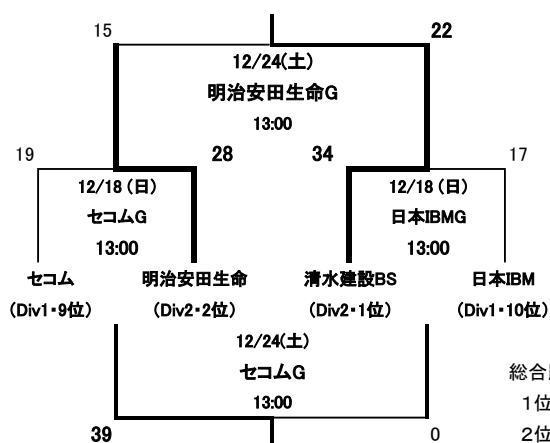 15
22
12/24(土)
明治安田生命G
13:00
19
28
34
17
12/18 (日)
12/18 (日)
セコムG
日本IBMG
13:00
13:00
セコム
明治安田生命
清水建設BS
日本IBM
(Div1・9位)
(Div2・2位)
(Div2・1位)
(Div1・10位)
12/24(土)
セコムG
13:00
39
0
総合
1位
2位